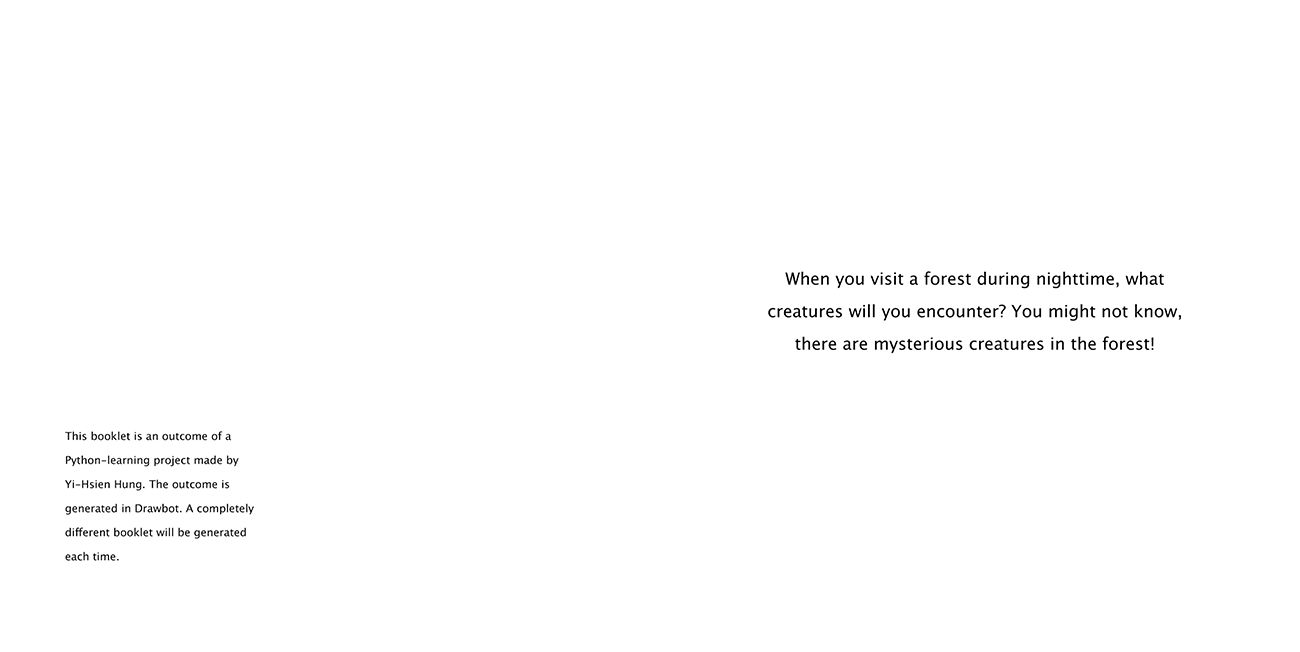 This booklet is an outcome of a
Python-learning project made by
Yi-Hsien Hung. The outcome is
generated in Drawbot. A completely
different booklet will be generated
each time.
When you visit a forest during nighttime, what
creatures will you encounter? You might not know,
there are mysterious creatures in the forest!